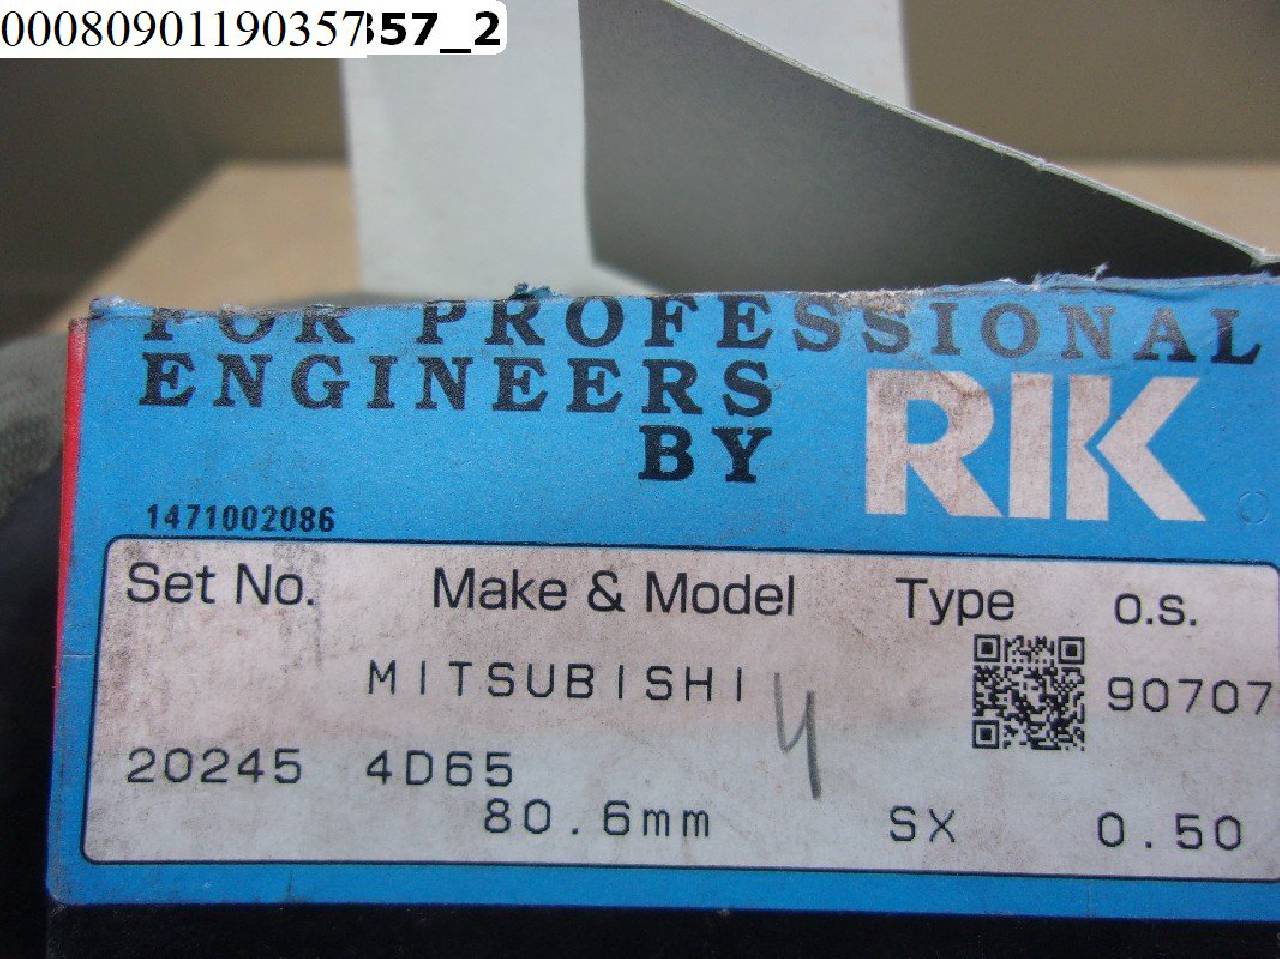 00080901190357357_2
FOR PROFESSIONAL
ENGINEERS
BY RIK
1471002086
Set No. Make & Model Type o.s.
MITSUBISHI 4 90707
20245 4D65
80.6mm SX 0.50